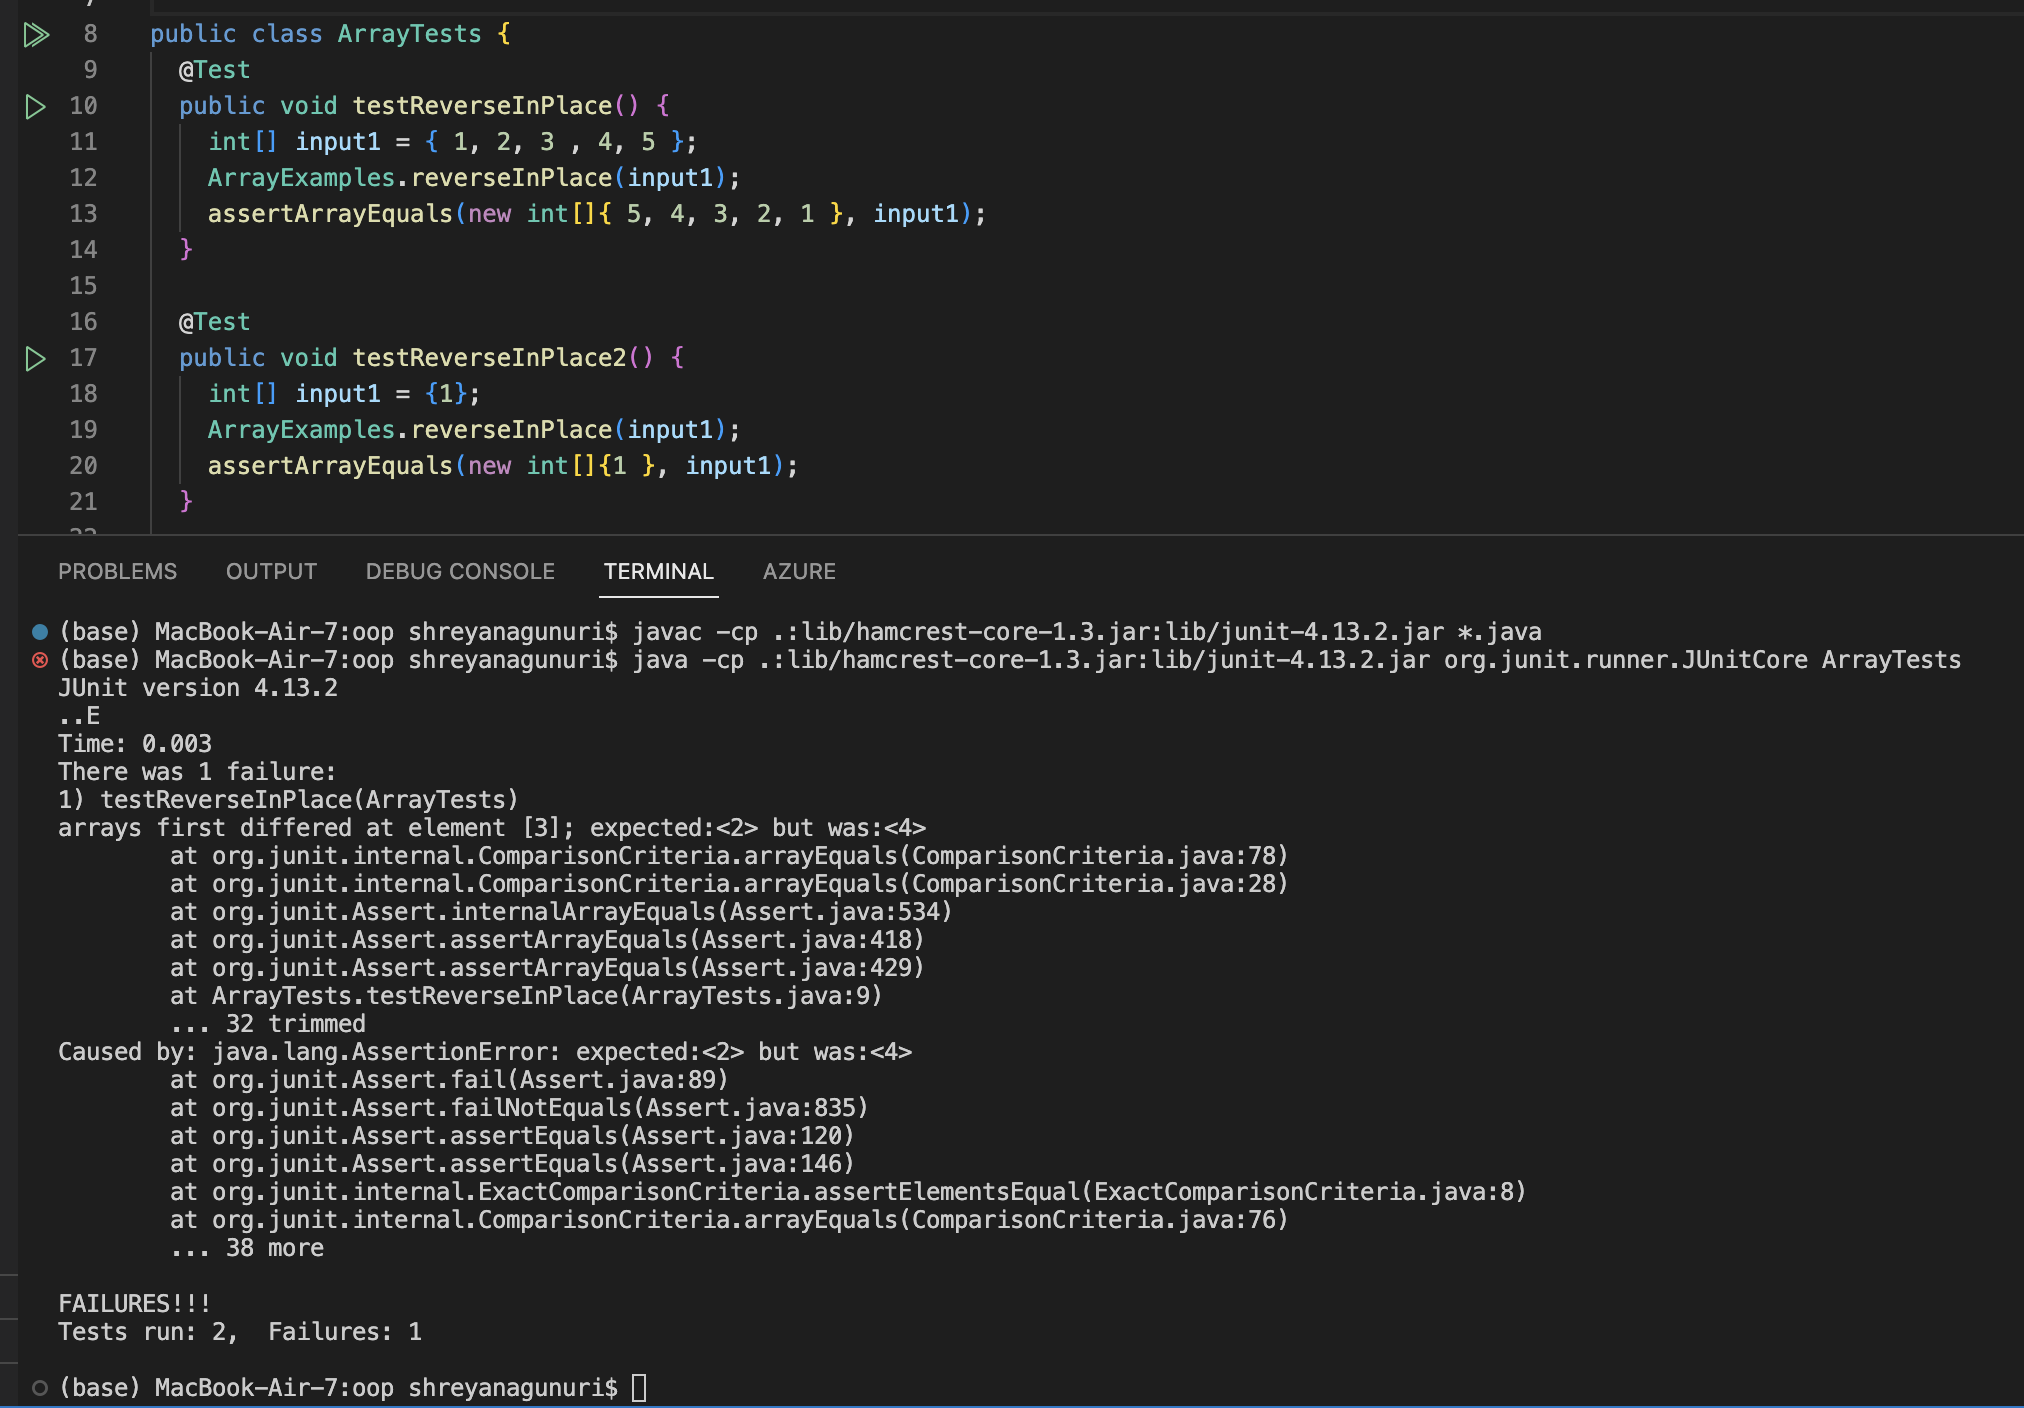 8 public class ArrayTests {
9 @Test
10 public void testReverseInPlace() {
11 int[] input1 = { 1, 2, 3 , 4, 5 };
12 ArrayExamples.reverseInPlace(input1);
13 assertArrayEquals(new int[]{ 5, 4, 3, 2, 1 }, input1);
14 }
15
16 @Test
17 public void testReverseInPlace2() {
18 int[] input1 = {1};
19 ArrayExamples.reverseInPlace(input1);
20 assertArrayEquals(new int[]{1 }, input1);
21 }
PROBLEMS OUTPUT DEBUG CONSOLE TERMINAL AZURE
(base) MacBook-Air-7:oop shreyanagunuri$ javac -cp .:lib/hamcrest-core-1.3.jar:lib/junit-4.13.2.jar *.java
(base) MacBook-Air-7:oop shreyanagunuri$ java -cp .:lib/hamcrest-core-1.3.jar:lib/junit-4.13.2.jar org.junit.runner.JUnitCore ArrayTests
JUnit version 4.13.2
..E
Time: 0.003
There was 1 failure:
1) testReverseInPlace(ArrayTests)
arrays first differed at element [3]; expected:<2> but was:<4>
at org.junit.internal.ComparisonCriteria.arrayEquals(ComparisonCriteria.java:78)
at org.junit.internal.ComparisonCriteria.arrayEquals(ComparisonCriteria.java:28)
at org.junit.Assert.internalArrayEquals(Assert.java:534)
at org.junit.Assert.assertArrayEquals(Assert.java:418)
at org.junit.Assert.assertArrayEquals(Assert.java:429)
at ArrayTests.testReverseInPlace(ArrayTests.java:9)
... 32 trimmed
Caused by: java.lang.AssertionError: expected:<2> but was:<4>
at org.junit.Assert.fail(Assert.java:89)
at org.junit.Assert.failNotEquals(Assert.java:835)
at org.junit.Assert.assertEquals(Assert.java:120)
at org.junit.Assert.assertEquals(Assert.java:146)
at org.junit.internal.ExactComparisonCriteria.assertElementsEqual(ExactComparisonCriteria.java:8)
at org.junit.internal.ComparisonCriteria.arrayEquals(ComparisonCriteria.java:76)
... 38 more
FAILURES!!!
Tests run: 2,  Failures: 1
(base) MacBook-Air-7:oop shreyanagunuri$